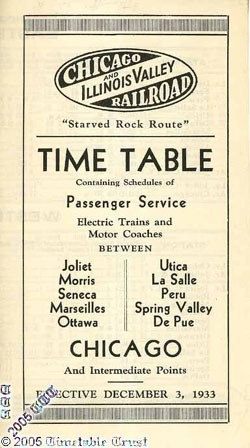 CHICAGO
AND
ILLINOIS VALLEY
RAILROAD
"Starved Rock Route"
TIME TABLE
Containing Schedules of
Passenger Service
Electric Trains and
Motor Coaches
BETWEEN
Joliet
Morris
Seneca
Marseilles
Ottawa
Utica
La Salle
Peru
Spring Valley
De Pue
CHICAGO
And Intermediate Points
EFFECTIVE DECEMBER 3, 1933
2005
©2005 Timetable Trust